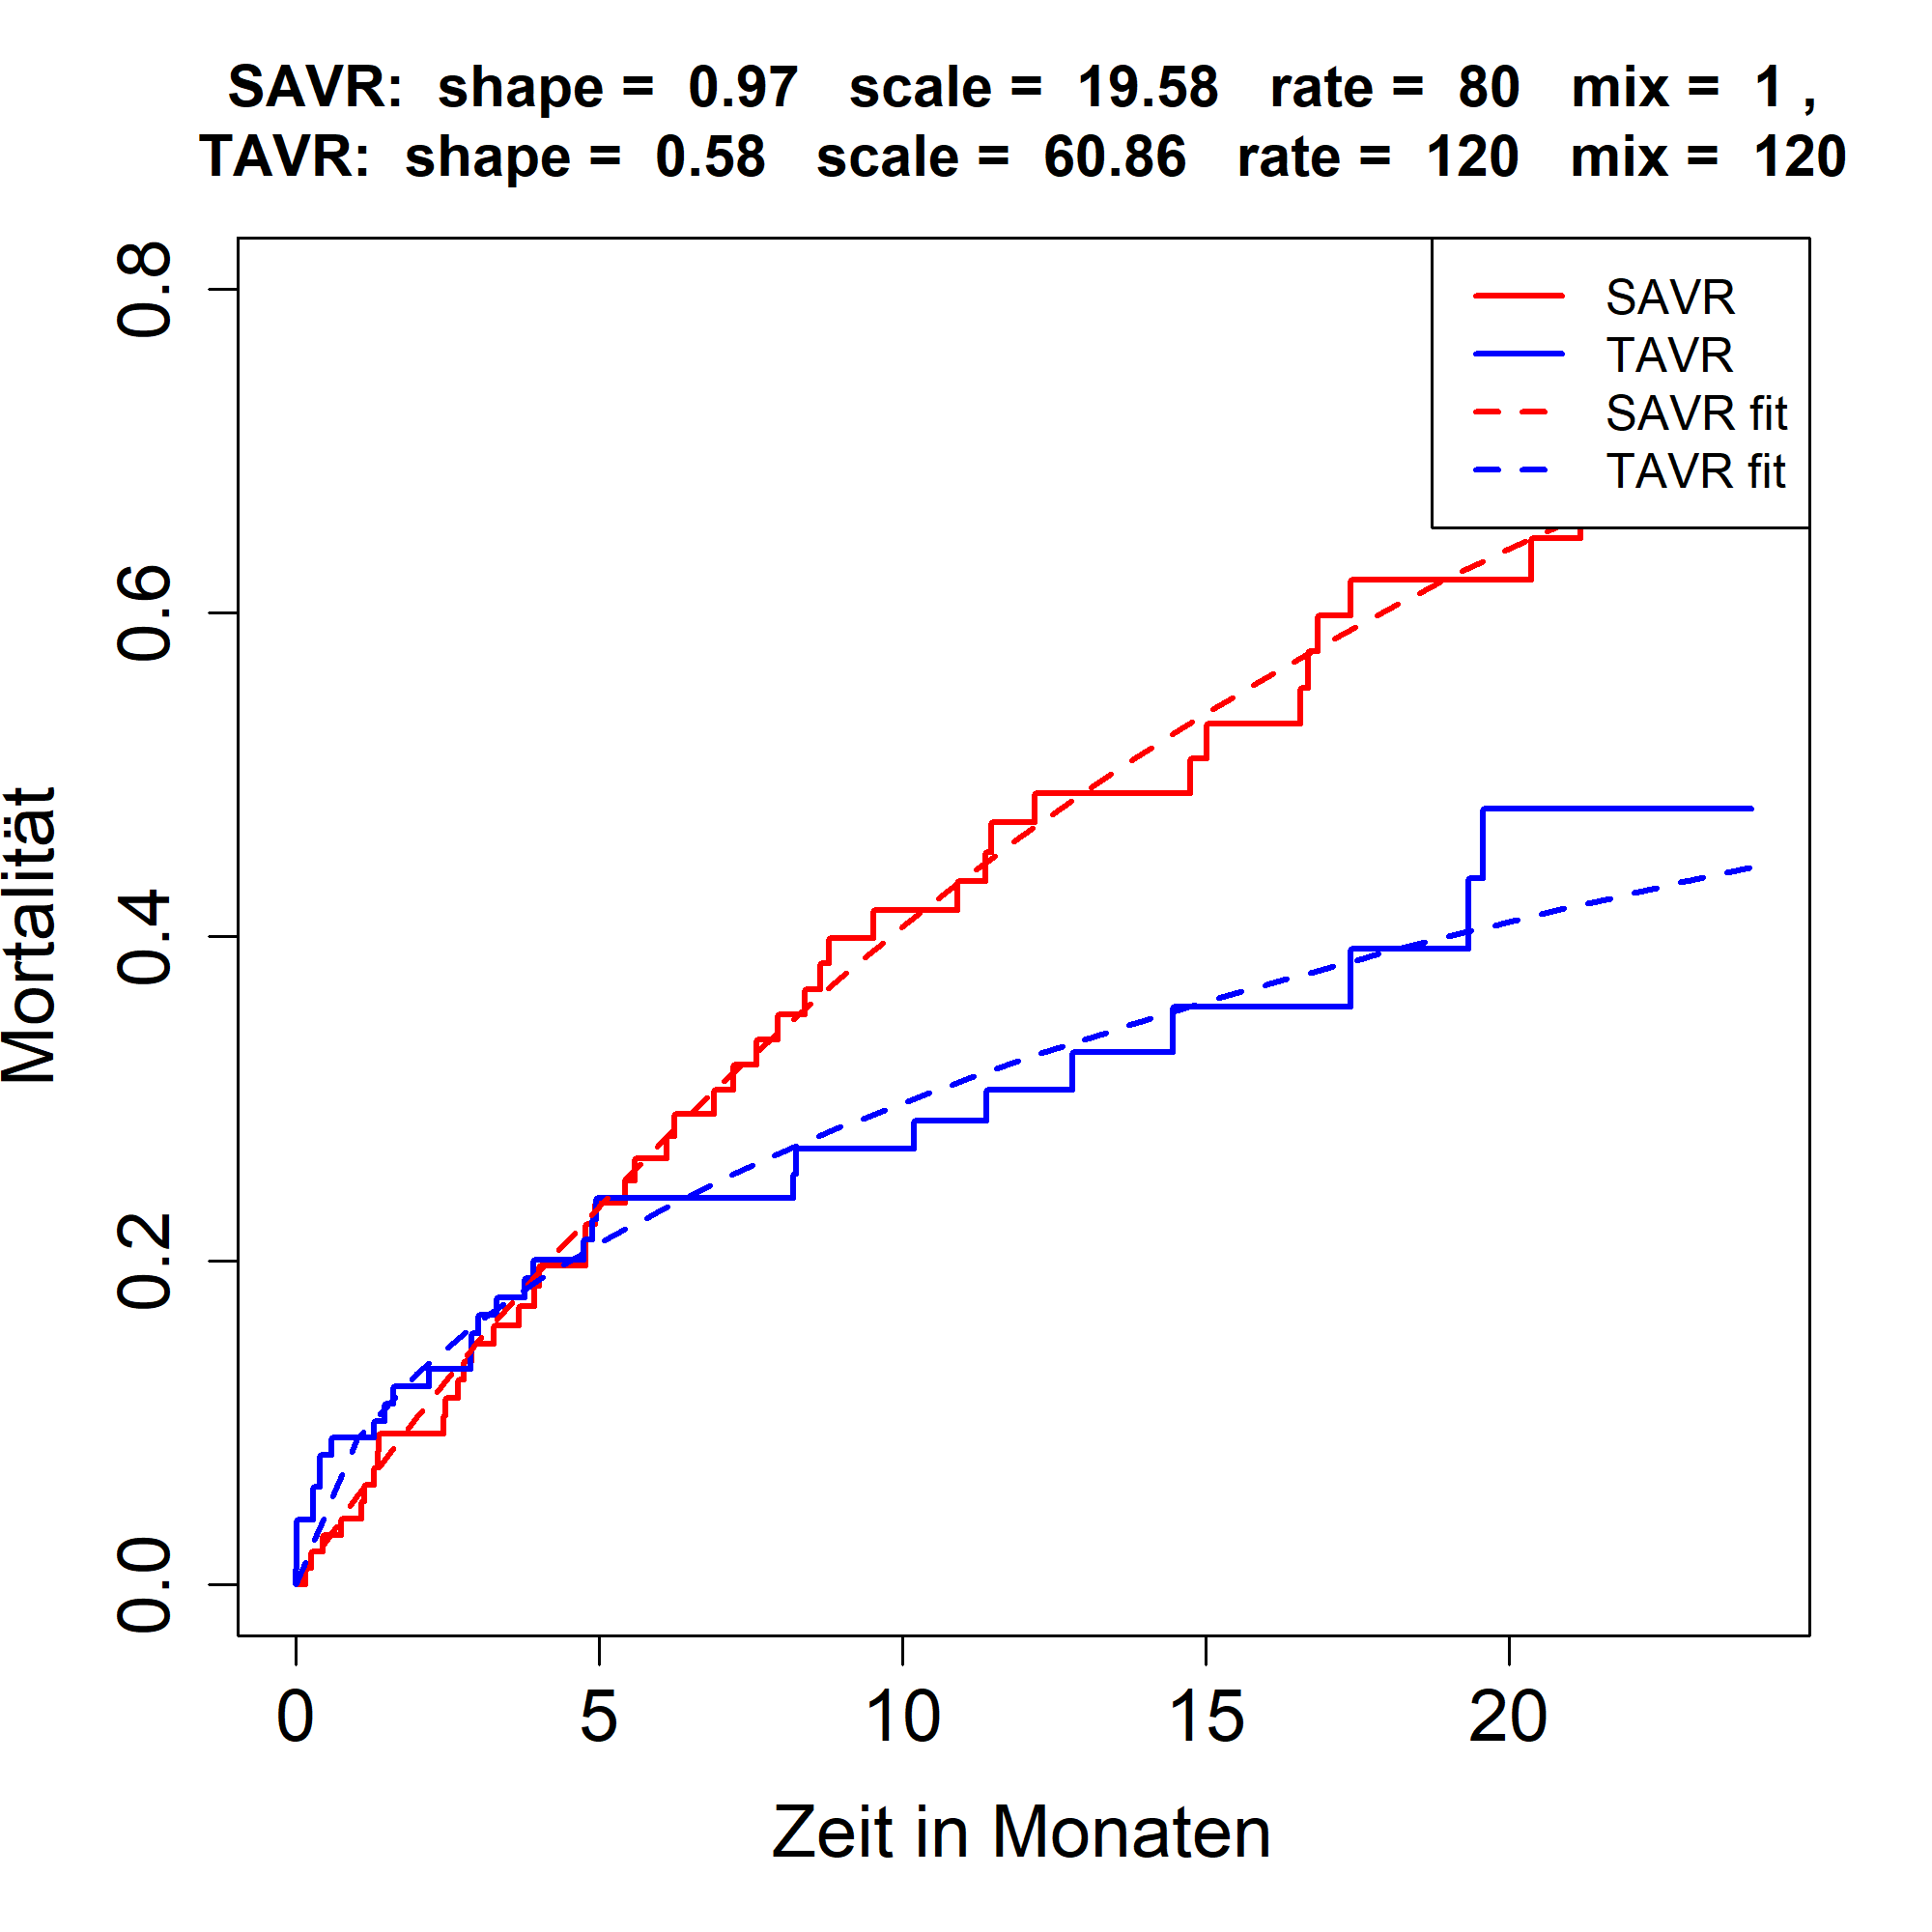 SAVR: shape = 0.97 scale = 19.58 rate = 80 mix = 1 ,
TAVR: shape = 0.58 scale = 60.86 rate = 120 mix = 120
SAVR
TAVR
SAVR fit
TAVR fit
Mortalität
0.8
0.6
0.4
0.2
0.0
0 5 10 15 20
Zeit in Monaten